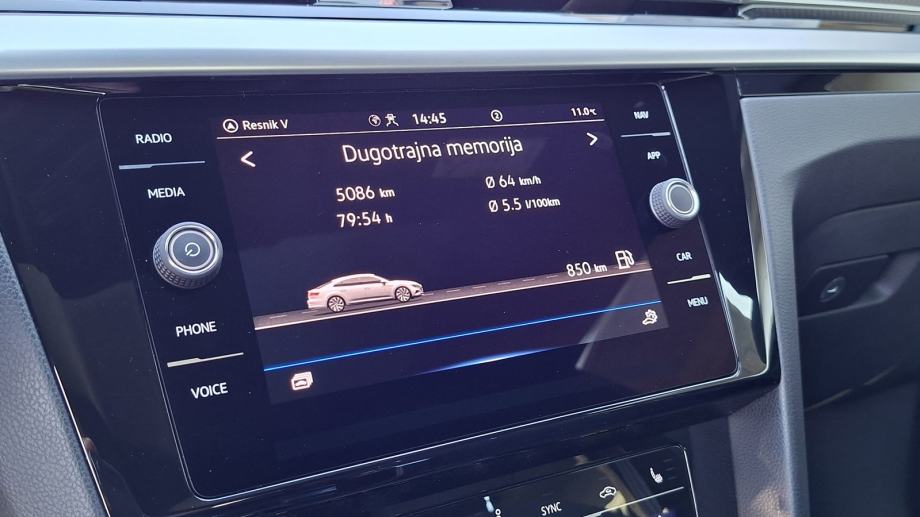 RADIO
MEDIA
PHONE
VOICE
Resnik V
14:45
2
11.0°C
Dugotrajna memorija
5086 km
Ø 64 km/h
79:54 h
Ø 5.5 l/100km
850 km
NAV
APP
CAR
MENU
SYNC